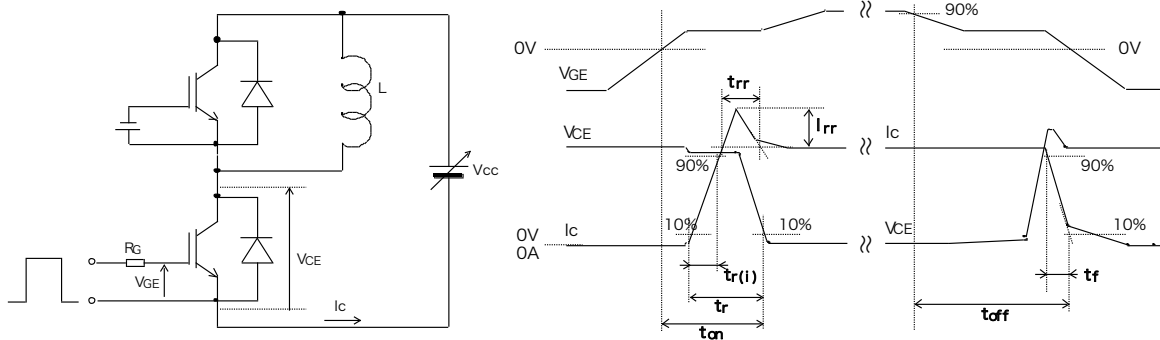 L
Vcc
RG
VGE
VCE
Ic
0V
VGE
90%
0V
trr
Irr
VCE
Ic
90%
90%
Ic
10%
10%
VCE
10%
0V
0A
tr(i)
tf
tr
toff
ton